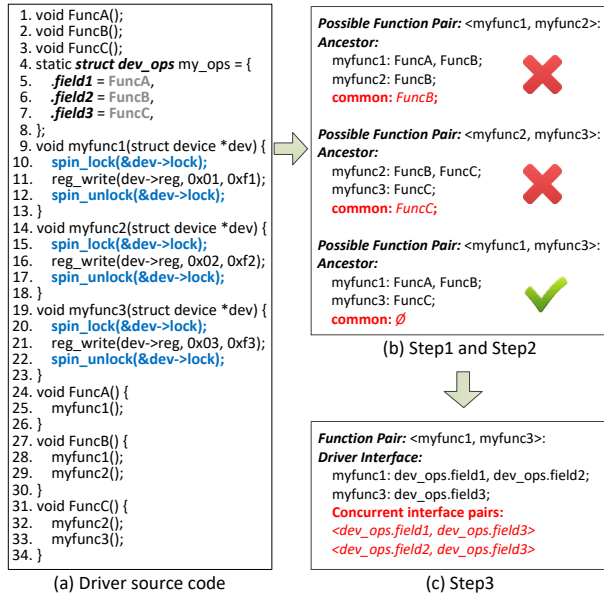 1. void FuncA();
2. void FuncB();
3. void FuncC();
4. static struct dev_ops my_ops = {
5. .field1 = FuncA,
6. .field2 = FuncB,
7. .field3 = FuncC,
8. };
9. void myfunc1(struct device *dev) {
10. spin_lock(&dev->lock);
11. reg_write(dev->reg, 0x01, 0xf1);
12. spin_unlock(&dev->lock);
13. }
14. void myfunc2(struct device *dev) {
15. spin_lock(&dev->lock);
16. reg_write(dev->reg, 0x02, 0xf2);
17. spin_unlock(&dev->lock);
18. }
19. void myfunc3(struct device *dev) {
20. spin_lock(&dev->lock);
21. reg_write(dev->reg, 0x03, 0xf3);
22. spin_unlock(&dev->lock);
23. }
24. void FuncA() {
25. myfunc1();
26. }
27. void FuncB() {
28. myfunc1();
29. myfunc2();
30. }
31. void FuncC() {
32. myfunc2();
33. myfunc3();
34. }
(a) Driver source code
Possible Function Pair: <myfunc1, myfunc2>:
Ancestor:
myfunc1: FuncA, FuncB;
myfunc2: FuncB;
common: FuncB;
Possible Function Pair: <myfunc2, myfunc3>:
Ancestor:
myfunc2: FuncB, FuncC;
myfunc3: FuncC;
common: FuncC;
Possible Function Pair: <myfunc1, myfunc3>:
Ancestor:
myfunc1: FuncA, FuncB;
myfunc3: FuncC;
common: Ø
(b) Step1 and Step2
Function Pair: <myfunc1, myfunc3>:
Driver Interface:
myfunc1: dev_ops.field1, dev_ops.field2;
myfunc3: dev_ops.field3;
Concurrent interface pairs:
<dev_ops.field1, dev_ops.field3>
<dev_ops.field2, dev_ops.field3>
(c) Step3